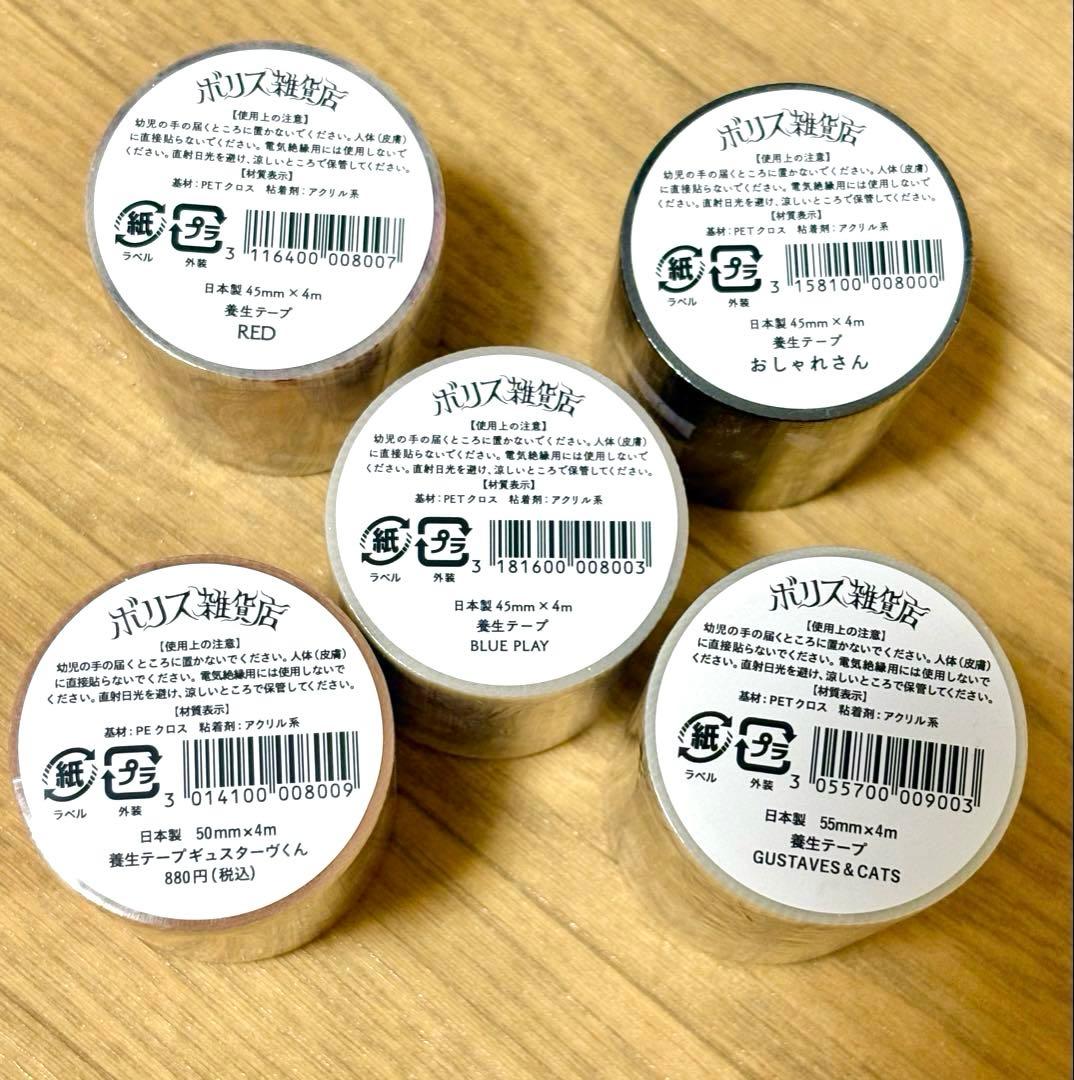 ボリス雑貨店
【使用上の注意】
幼児の手の届くところに置かないでください。人体(皮膚)
に直接貼らないでください。電気絶縁用には使用しないで
ください。直射日光を避け、涼しいところで保管してください。
【材質表示】
基材:PETクロス 粘着剤:アクリル系
紙 プラ
ラベル 外装
3 116400 008007
日本製 45mm×4m
養生テープ
RED
ボリス雑貨店
【使用上の注意】
幼児の手の届くところに置かないでください。人体(皮膚)
に直接貼らないでください。電気絶縁用には使用しないで
ください。直射日光を避け、涼しいところで保管してください。
【材質表示】
基材:PETクロス 粘着剤:アクリル系
紙 プラ
ラベル 外装
3 158100 008000
日本製 45mm×4m
養生テープ
おしゃれさん
ボリス雑貨店
【使用上の注意】
幼児の手の届くところに置かないでください。人体(皮膚)
に直接貼らないでください。電気絶縁用には使用しないで
ください。直射日光を避け、涼しいところで保管してください。
【材質表示】
基材:PETクロス 粘着剤:アクリル系
紙 プラ
ラベル 外装
3 181600 008003
日本製 45mm×4m
養生テープ
BLUE PLAY
ボリス雑貨店
【使用上の注意】
幼児の手の届くところに置かないでください。人体(皮膚)
に直接貼らないでください。電気絶縁用には使用しないで
ください。直射日光を避け、涼しいところで保管してください。
【材質表示】
基材:PEクロス 粘着剤:アクリル系
紙 プラ
ラベル 外装
3 014100 008009
日本製 50mm×4m
養生テープギュスターヴくん
880円(税込)
ボリス雑貨店
【使用上の注意】
幼児の手の届くところに置かないでください。人体(皮膚)
に直接貼らないでください。電気絶縁用には使用しないで
ください。直射日光を避け、涼しいところで保管してください。
【材質表示】
基材:PETクロス 粘着剤:アクリル系
紙 プラ
ラベル 外装
3 055700 009003
日本製 55mm×4m
養生テープ
GUSTAVES&CATS